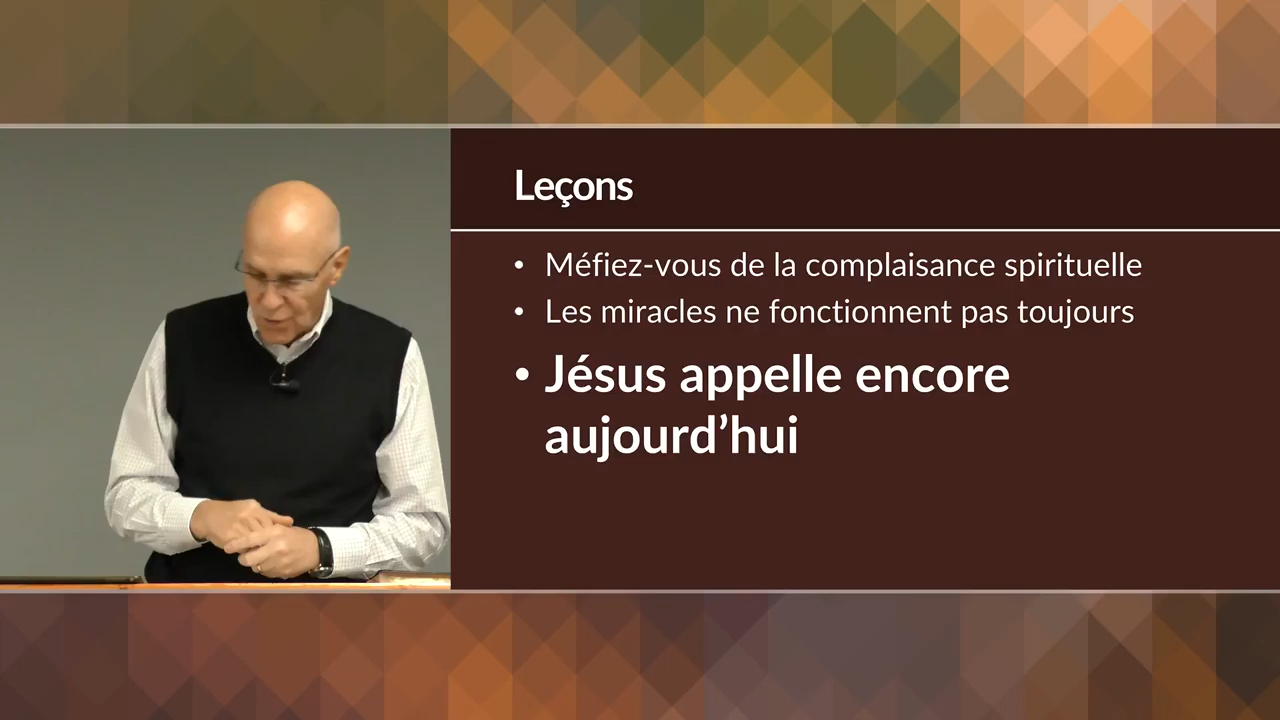 Leçons
• Méfiez-vous de la complaisance spirituelle
• Les miracles ne fonctionnent pas toujours
• Jésus appelle encore
aujourd’hui